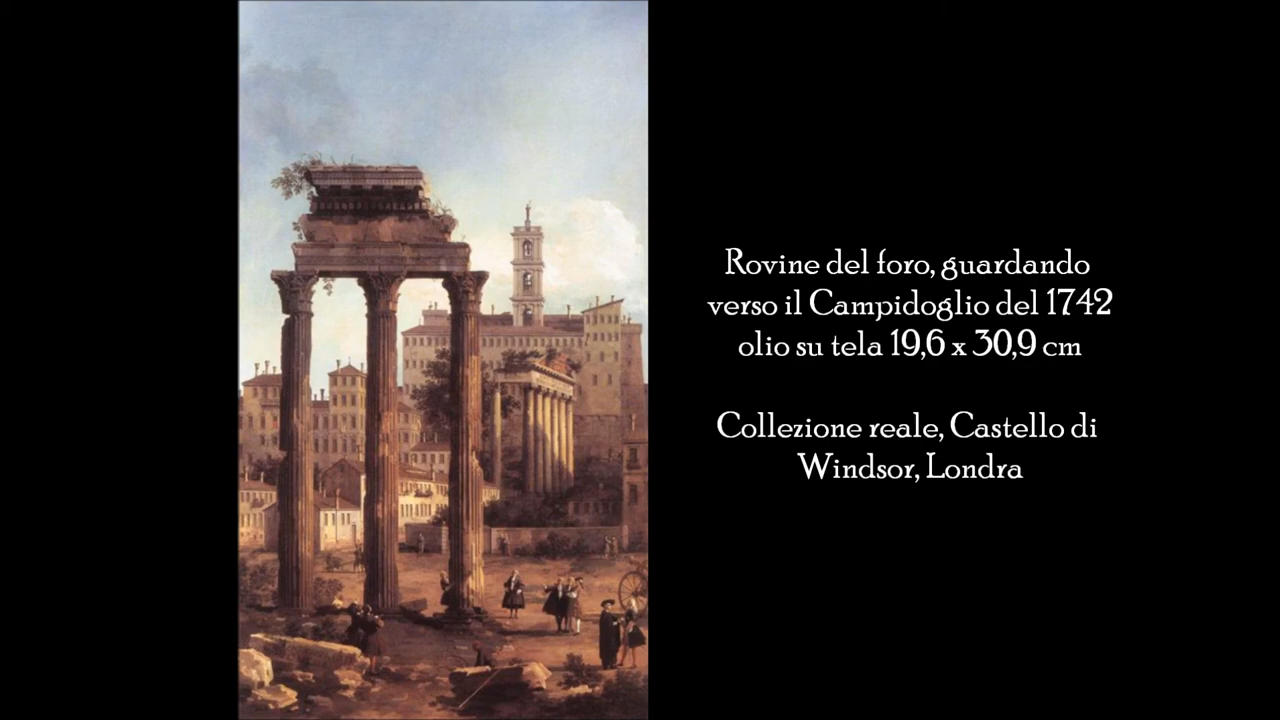 Rovine del foro, guardando
verso il Campidoglio del 1742
olio su tela 19,6 x 30,9 cm
Collezione reale, Castello di
Windsor, Londra